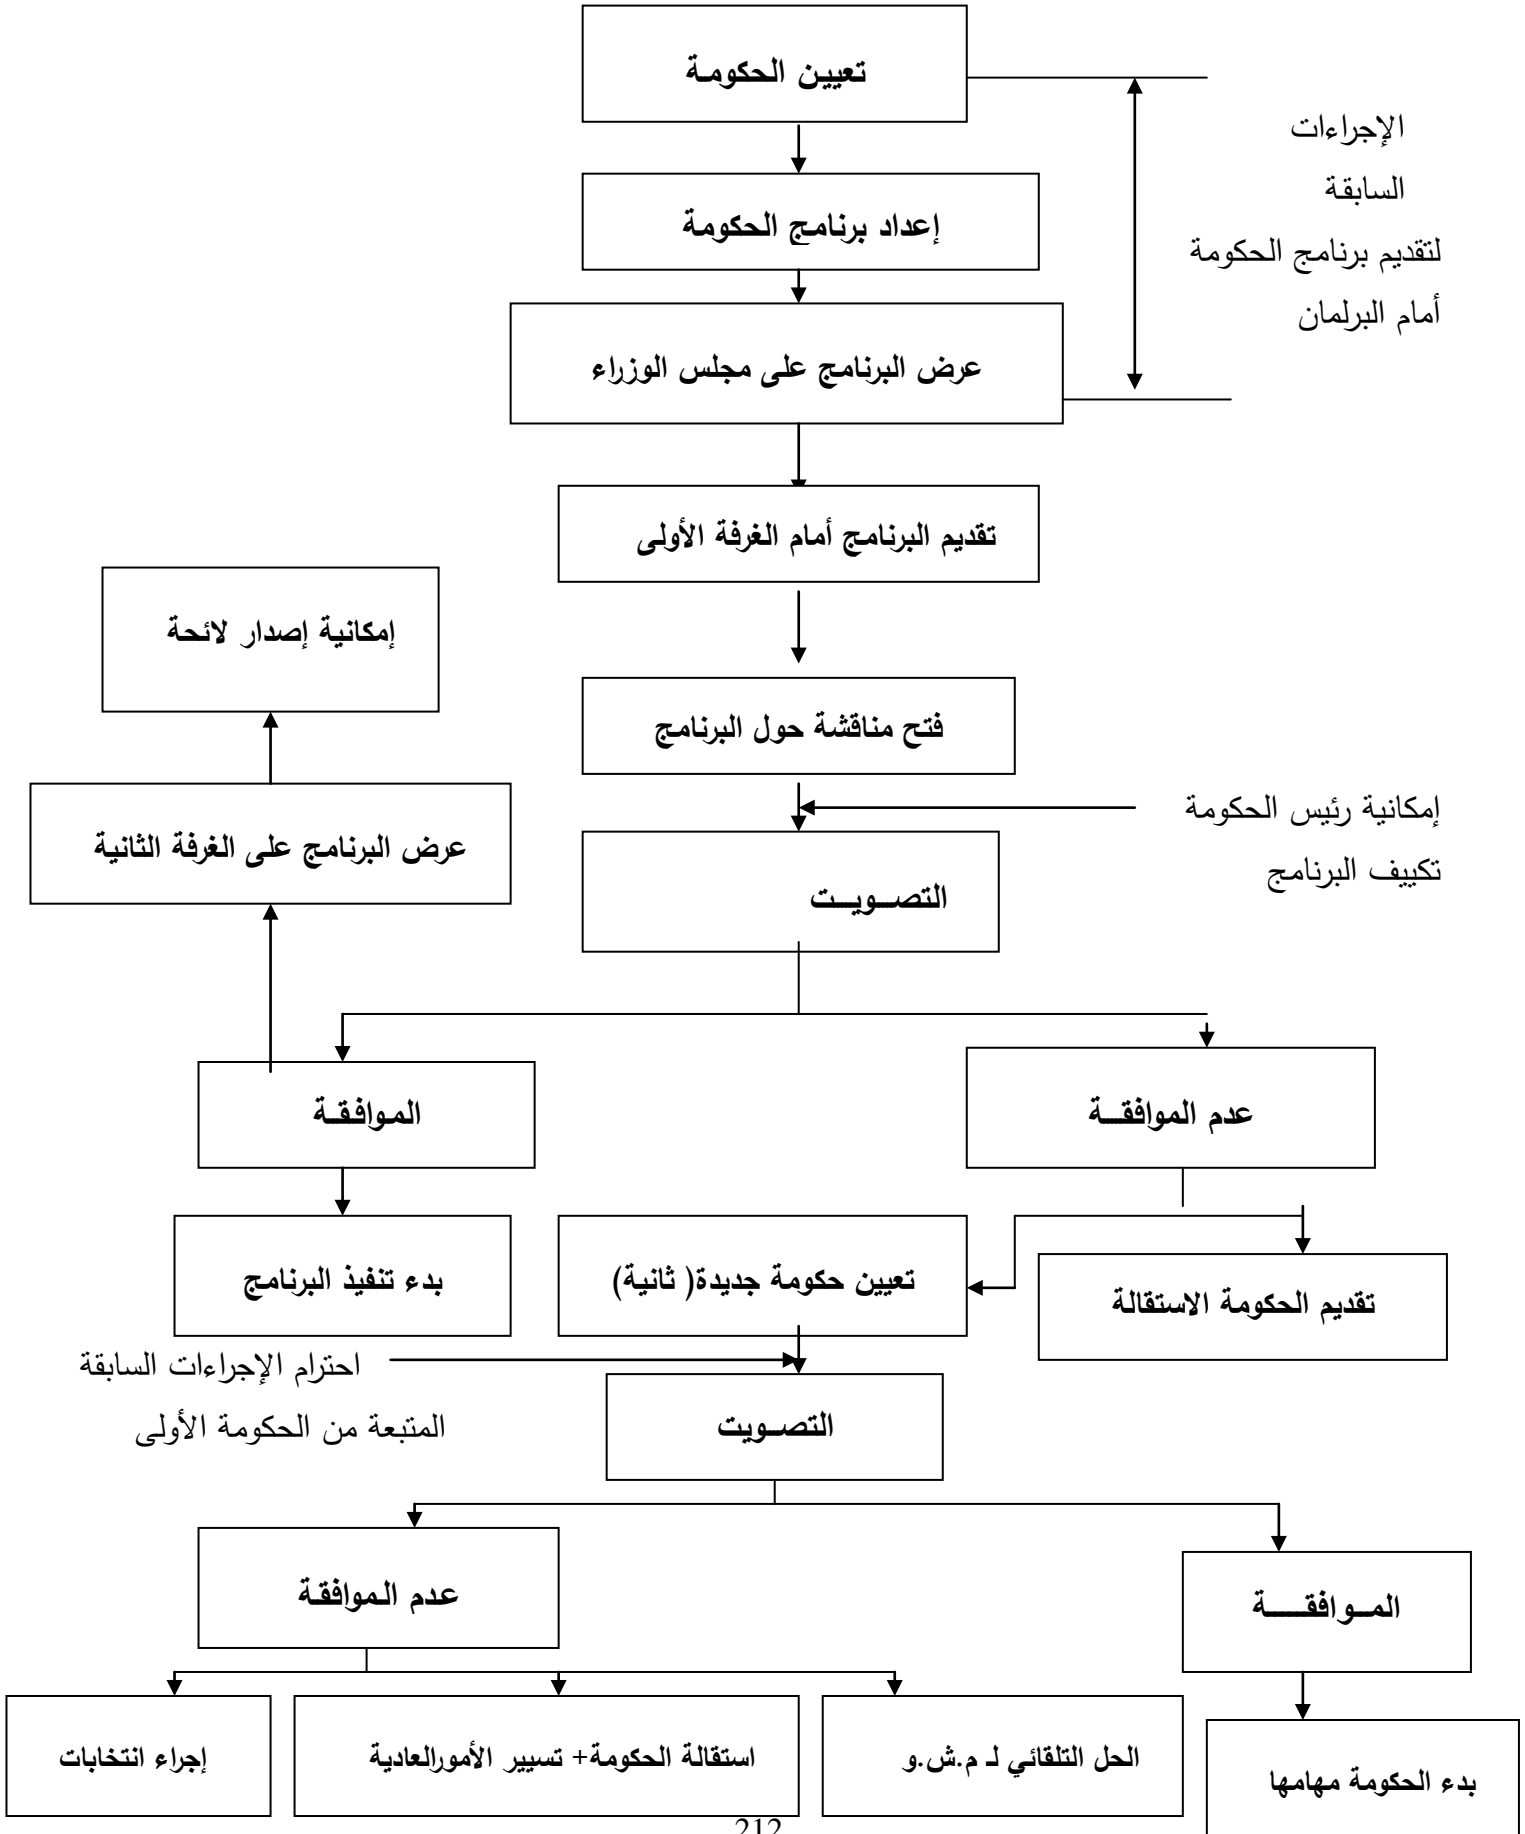 تعيين الحكومة
الإجراءات
السابقة
لتقديم برنامج الحكومة
أمام البرلمان
إعداد برنامج الحكومة
عرض البرنامج على مجلس الوزراء
تقديم البرنامج أمام الغرفة الأولى
إمكانية إصدار لائحة
فتح مناقشة حول البرنامج
إمكانية رئيس الحكومة
تكييف البرنامج
عرض البرنامج على الغرفة الثانية
التصــويــت
عدم الموافقــة
الموافقـة
تقديم الحكومة الاستقالة
تعيين حكومة جديدة( ثانية)
بدء تنفيذ البرنامج
احترام الإجراءات السابقة
المتبعة من الحكومة الأولى
التصـويت
المــوافقـــــة
عدم الموافقة
بدء الحكومة مهامها
الحل التلقائي لـ م.ش.و
استقالة الحكومة+ تسيير الأمورالعادية
إجراء انتخابات
212